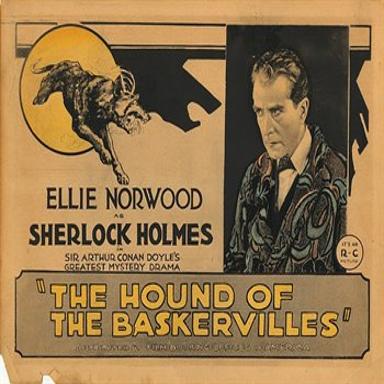 ELLIE NORWOOD
AS
SHERLOCK HOLMES
IN
SIR ARTHUR CONAN DOYLE'S
GREATEST MYSTERY DRAMA
IT'S AN
R-C
PICTURE
"THE HOUND OF
THE BASKERVILLES"